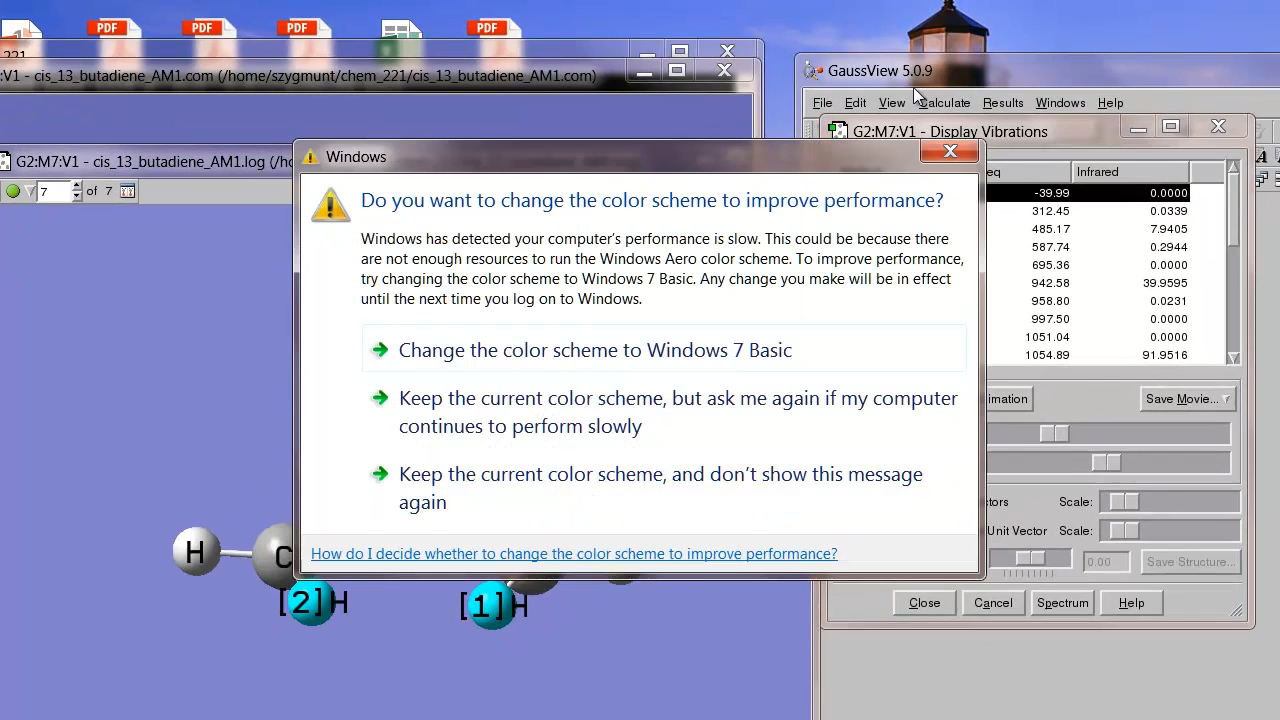 PDF PDF PDF PDF
221
V1 - cis_13_butadiene_AM1.com (/home/szygmunt/chem_221/cis_13_butadiene_AM1.com)
GaussView 5.0.9
File Edit View Calculate Results Windows Help
G2:M7:V1 - Display Vibrations
G2:M7:V1 - cis_13_butadiene_AM1.log (/ho
7 of 7
Windows
Do you want to change the color scheme to improve performance?
Windows has detected your computer's performance is slow. This could be because there
are not enough resources to run the Windows Aero color scheme. To improve performance,
try changing the color scheme to Windows 7 Basic. Any change you make will be in effect
until the next time you log on to Windows.
Change the color scheme to Windows 7 Basic
Keep the current color scheme, but ask me again if my computer
continues to perform slowly
Keep the current color scheme, and don't show this message
again
How do I decide whether to change the color scheme to improve performance?
eq Infrared
-39.99 0.0000
312.45 0.0339
485.17 7.9405
587.74 0.2944
695.36 0.0000
942.58 39.9595
958.80 0.0231
997.50 0.0000
1051.04 0.0000
1054.89 91.9516
imation Save Movie...
ctors Scale:
Unit Vector Scale:
0.00 Save Structure...
Close Cancel Spectrum Help
H C
[2]H [1]H